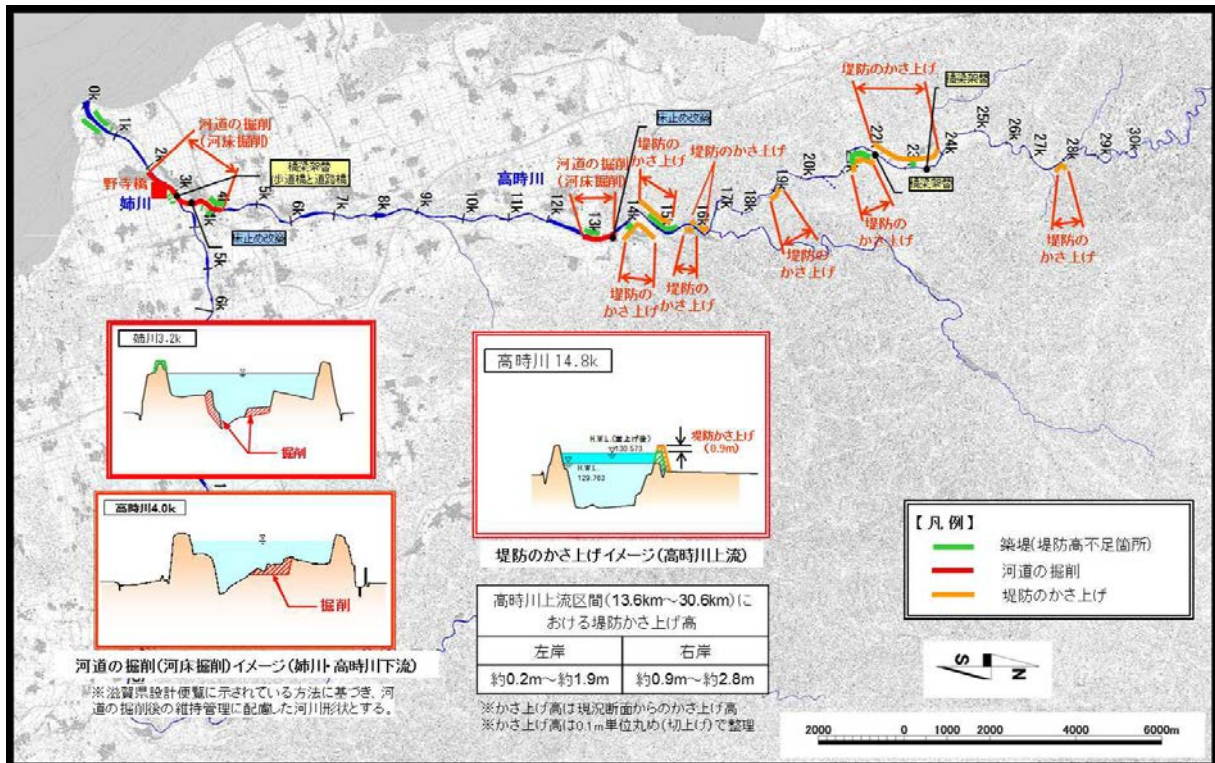 0k
1k
2k
3k
4k
5k
6k
7k
8k
9k
10k
11k
12k
13k
14k
15k
16k
17k
18k
19k
20k
22k
23
24k
25k
26k
27k
28k
29k
30k
4k
5k
6k
河道の掘削
(河床掘削)
野寺橋
姉川
橋梁架替
歩道橋と道路橋
床止め改築
高時川
床止め改築
河道の掘削
(河床掘削)
堤防の
かさ上げ
堤防のかさ上げ
堤防の
かさ上げ
堤防の
かさ上げ
堤防の
かさ上げ
堤防のかさ上げ
橋梁架替
橋梁架替
堤防の
かさ上げ
堤防の
かさ上げ
姉川3.2k
掘削
高時川4.0k
掘削
河道の掘削(河床掘削)イメージ(姉川・高時川下流)
※滋賀県設計便覧に示されている方法に基づき、河
道の掘削後の維持管理に配慮した河川形状とする。
高時川 14.8k
H.W.L.(嵩上げ後)
130.573
H.W.L.
129.763
堤防かさ上げ
(0.9m)
堤防のかさ上げイメージ(高時川上流)
高時川上流区間(13.6km～30.6km)に
おける堤防かさ上げ高
左岸 右岸
約0.2m～約1.9m 約0.9m～約2.8m
※かさ上げ高は現況断面からのかさ上げ高
※かさ上げ高は0.1m単位丸め(切上げ)で整理
【凡例】
築堤(堤防高不足箇所)
河道の掘削
堤防のかさ上げ
S N
2000 0 1000 2000 4000 6000m